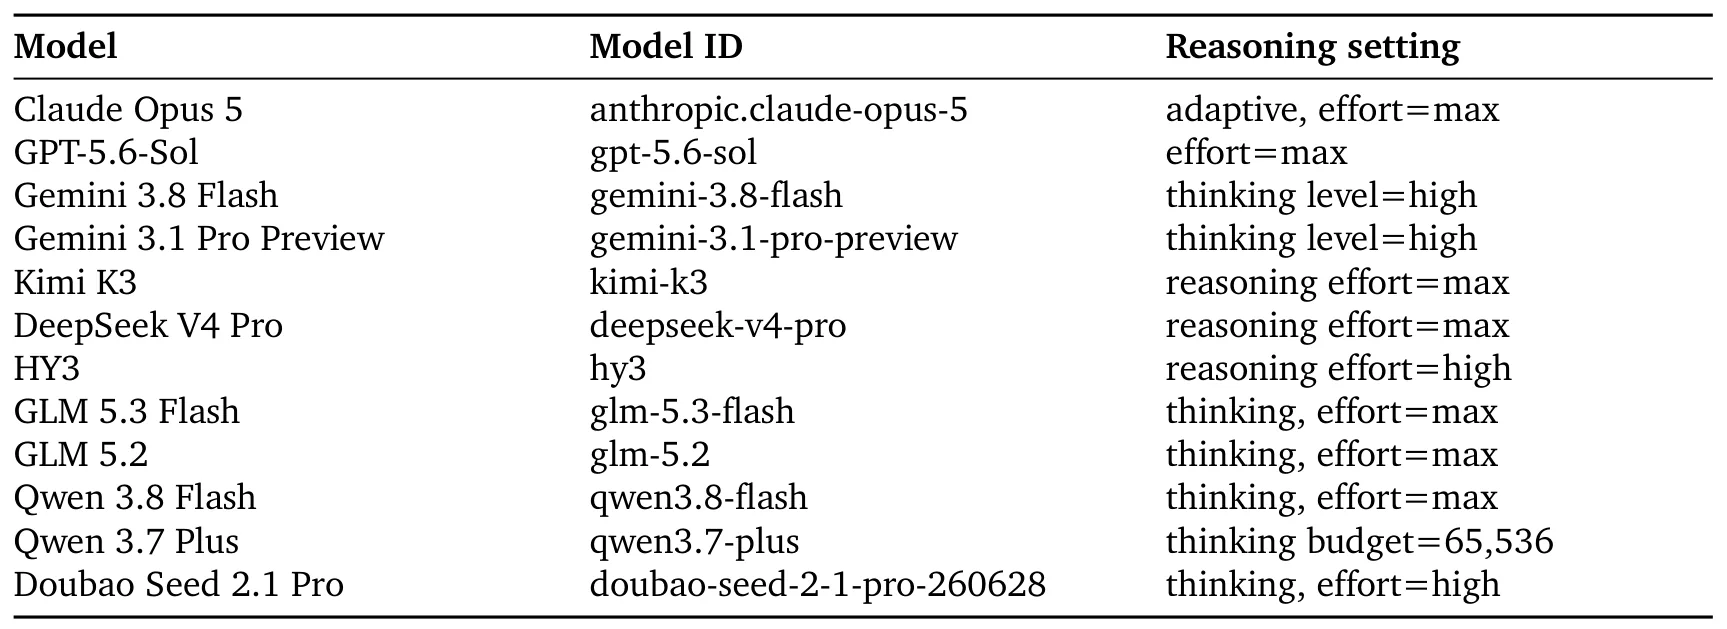 Model Model ID Reasoning setting
Claude Opus 5 anthropic.claude-opus-5 adaptive, effort=max
GPT-5.6-Sol gpt-5.6-sol effort=max
Gemini 3.8 Flash gemini-3.8-flash thinking level=high
Gemini 3.1 Pro Preview gemini-3.1-pro-preview thinking level=high
Kimi K3 kimi-k3 reasoning effort=max
DeepSeek V4 Pro deepseek-v4-pro reasoning effort=max
HY3 hy3 reasoning effort=high
GLM 5.3 Flash glm-5.3-flash thinking, effort=max
GLM 5.2 glm-5.2 thinking, effort=max
Qwen 3.8 Flash qwen3.8-flash thinking, effort=max
Qwen 3.7 Plus qwen3.7-plus thinking budget=65,536
Doubao Seed 2.1 Pro doubao-seed-2-1-pro-260628 thinking, effort=high